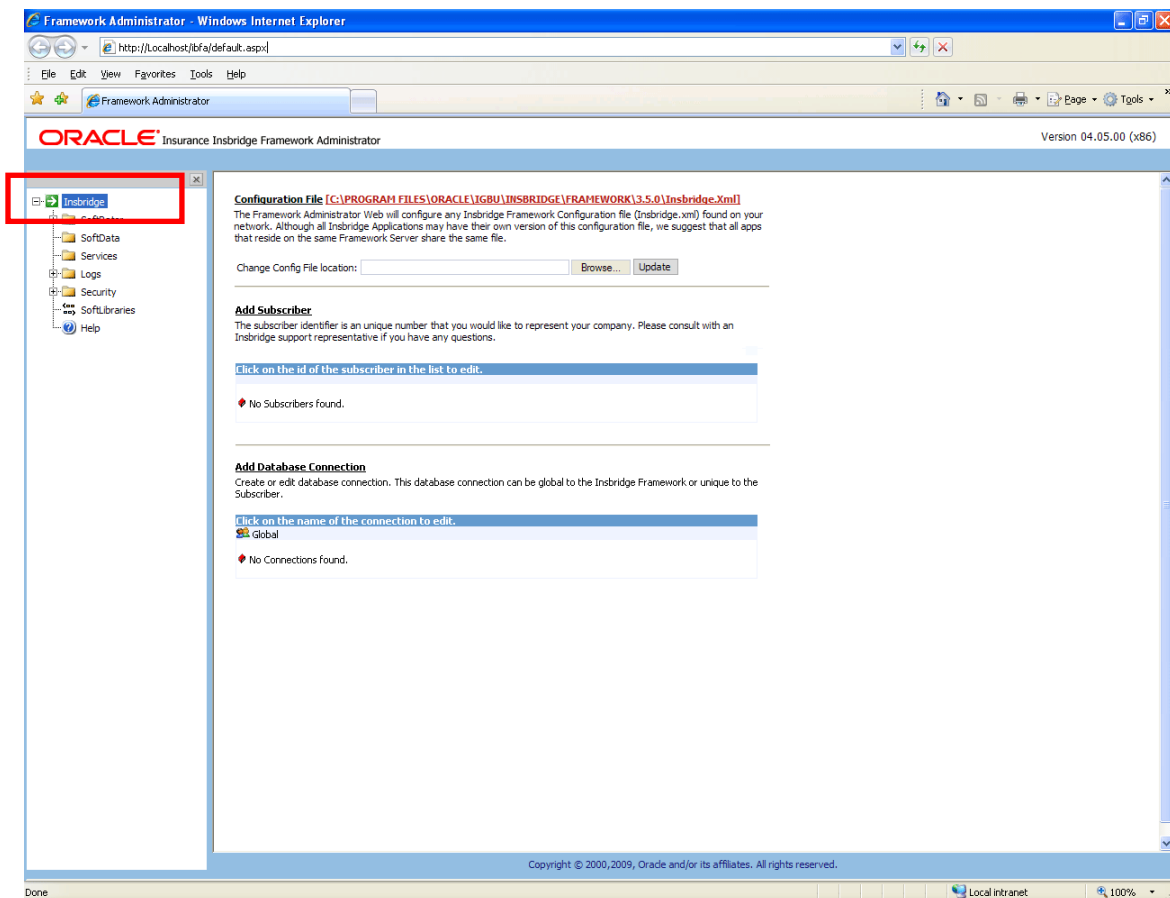 Framework Administrator - Windows Internet Explorer
http://Localhost/ibfa/default.aspx
File Edit View Favorites Tools Help
Framework Administrator
Page Tools
ORACLE Insurance Insbridge Framework Administrator
Version 04.05.00 (x86)
Insbridge
SoftData
Services
Logs
Security
SoftLibraries
Help
Configuration File [C:\PROGRAM FILES\ORACLE\IGBU\INSBRIDGE\FRAMEWORK\3.5.0\Insbridge.Xml]
The Framework Administrator Web will configure any Insbridge Framework Configuration file (Insbridge.xml) found on your
network. Although all Insbridge Applications may have their own version of this configuration file, we suggest that all apps
that reside on the same Framework Server share the same file.
Change Config File location: Browse... Update
Add Subscriber
The subscriber identifier is an unique number that you would like to represent your company. Please consult with an
Insbridge support representative if you have any questions.
Click on the id of the subscriber in the list to edit.
No Subscribers found.
Add Database Connection
Create or edit database connection. This database connection can be global to the Insbridge Framework or unique to the
Subscriber.
Click on the name of the connection to edit.
Global
No Connections found.
Copyright © 2000,2009, Oracle and/or its affiliates. All rights reserved.
Done
Local intranet
100%